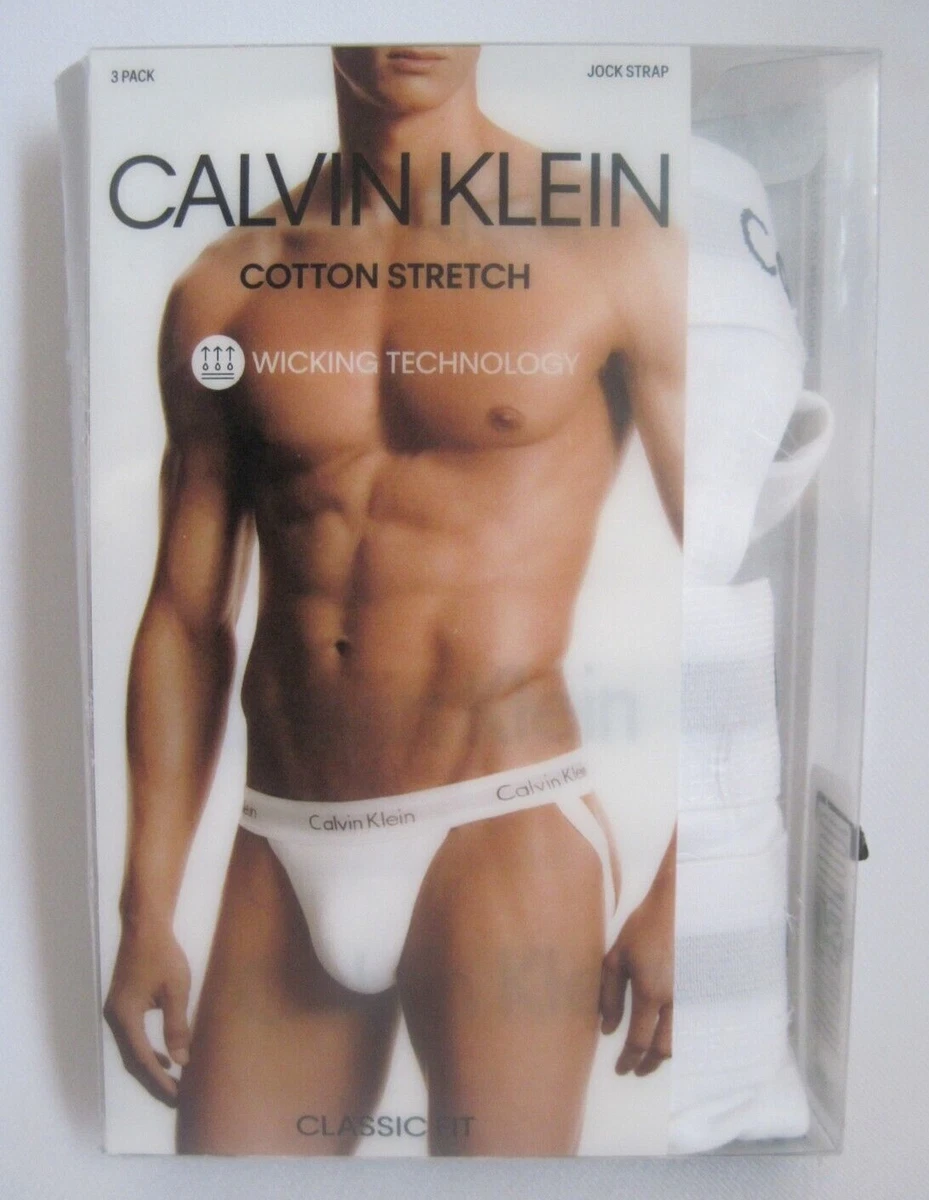 3 PACK
JOCK STRAP
CALVIN KLEIN
COTTON STRETCH
WICKING TECHNOLOGY
Calvin Klein
Calvin Klein
CLASSIC FIT